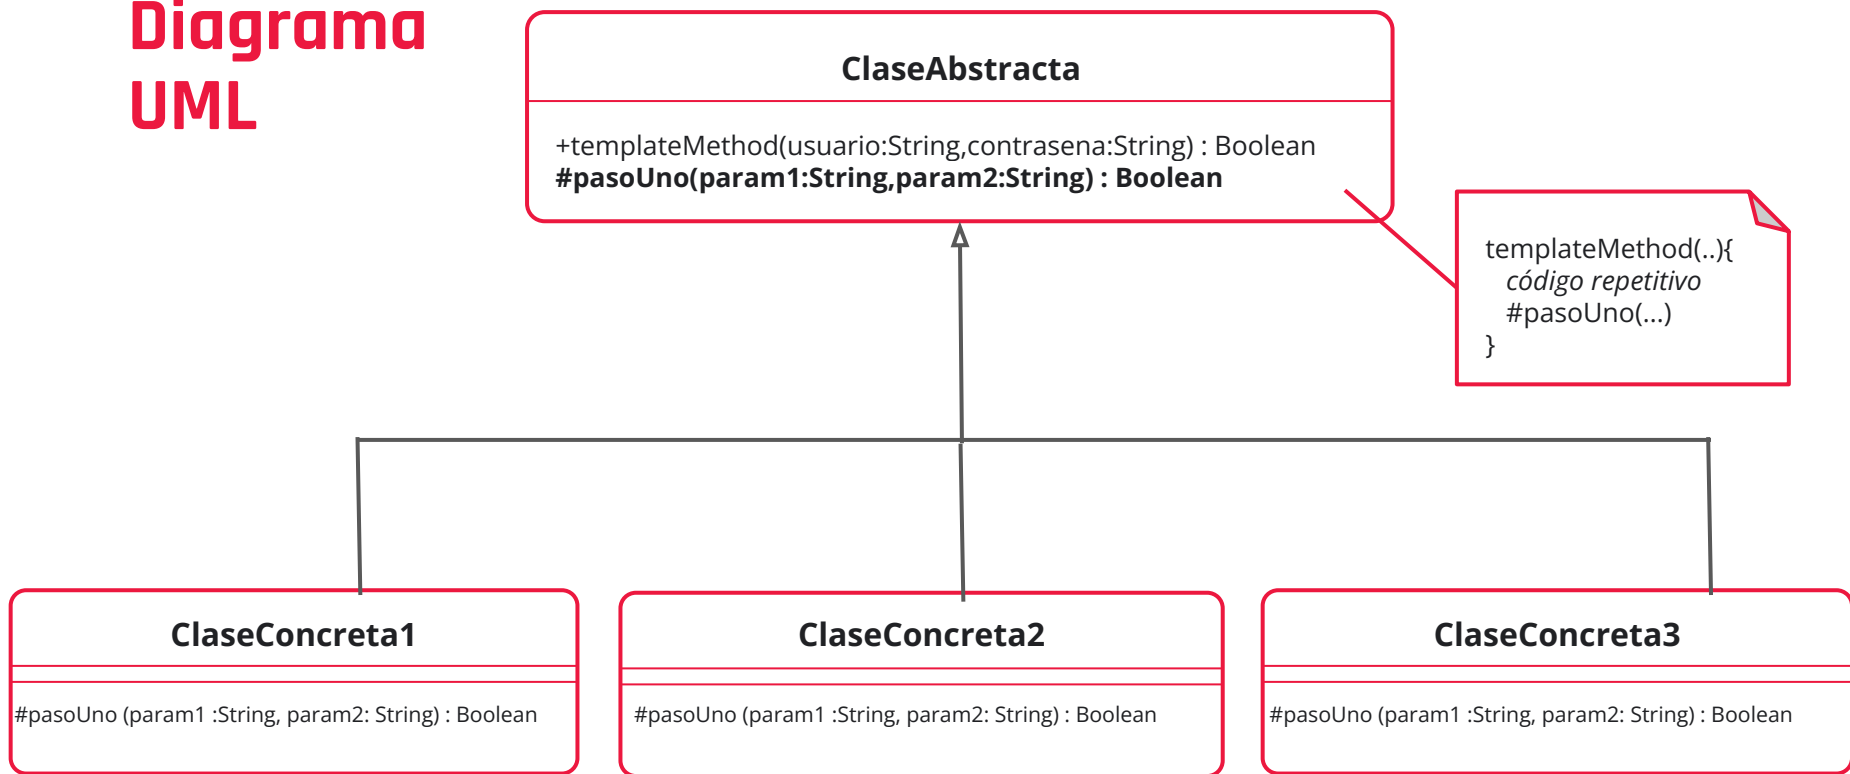 Diagrama
UML
ClaseAbstracta
+templateMethod(usuario:String,contrasena:String) : Boolean
#pasoUno(param1:String,param2:String) : Boolean
templateMethod(..){
código repetitivo
#pasoUno(...)
}
ClaseConcreta1
#pasoUno (param1 :String, param2: String) : Boolean
ClaseConcreta2
#pasoUno (param1 :String, param2: String) : Boolean
ClaseConcreta3
#pasoUno (param1 :String, param2: String) : Boolean